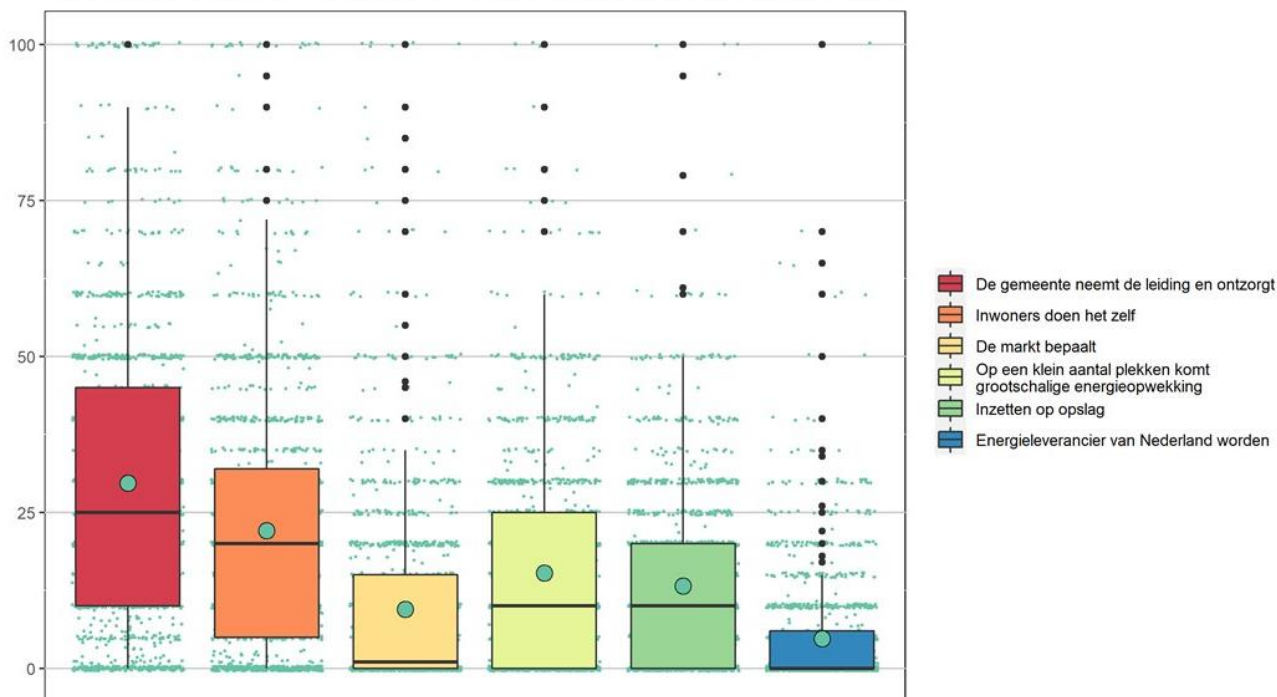 100
75
50
25
0
De gemeente neemt de leiding en ontzorgt
Inwoners doen het zelf
De markt bepaalt
Op een klein aantal plekken komt
grootschalige energieopwekking
Inzetten op opslag
Energieleverancier van Nederland worden